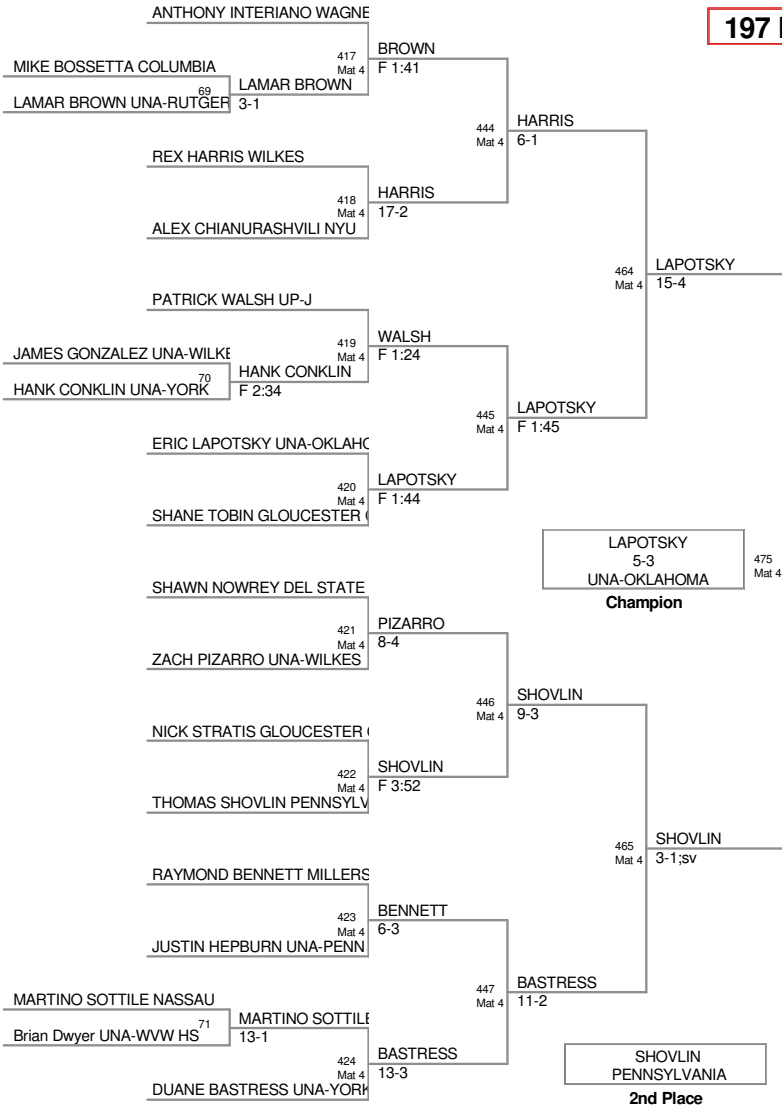 ANTHONY INTERIANO WAGNE
197
417
Mat 4
BROWN
F 1:41
MIKE BOSSETTA COLUMBIA
69
LAMAR BROWN
3-1
LAMAR BROWN UNA-RUTGER
444
Mat 4
HARRIS
6-1
REX HARRIS WILKES
418
Mat 4
HARRIS
17-2
ALEX CHIANURASHVILI NYU
464
Mat 4
LAPOTSKY
15-4
PATRICK WALSH UP-J
419
Mat 4
WALSH
F 1:24
JAMES GONZALEZ UNA-WILKE
70
HANK CONKLIN
F 2:34
HANK CONKLIN UNA-YORK
445
Mat 4
LAPOTSKY
F 1:45
ERIC LAPOTSKY UNA-OKLAHO
420
Mat 4
LAPOTSKY
F 1:44
SHANE TOBIN GLOUCESTER
LAPOTSKY
5-3
UNA-OKLAHOMA
Champion
475
Mat 4
SHAWN NOWREY DEL STATE
421
Mat 4
PIZARRO
8-4
ZACH PIZARRO UNA-WILKES
446
Mat 4
SHOVLIN
9-3
NICK STRATIS GLOUCESTER
422
Mat 4
SHOVLIN
F 3:52
THOMAS SHOVLIN PENNSYLV
465
Mat 4
SHOVLIN
3-1;sv
RAYMOND BENNETT MILLERS
423
Mat 4
BENNETT
6-3
JUSTIN HEPBURN UNA-PENN
447
Mat 4
BASTRESS
11-2
MARTINO SOTTILE NASSAU
71
MARTINO SOTTILE
13-1
Brian Dwyer UNA-WVW HS
424
Mat 4
BASTRESS
13-3
DUANE BASTRESS UNA-YORK
SHOVLIN
PENNSYLVANIA
2nd Place